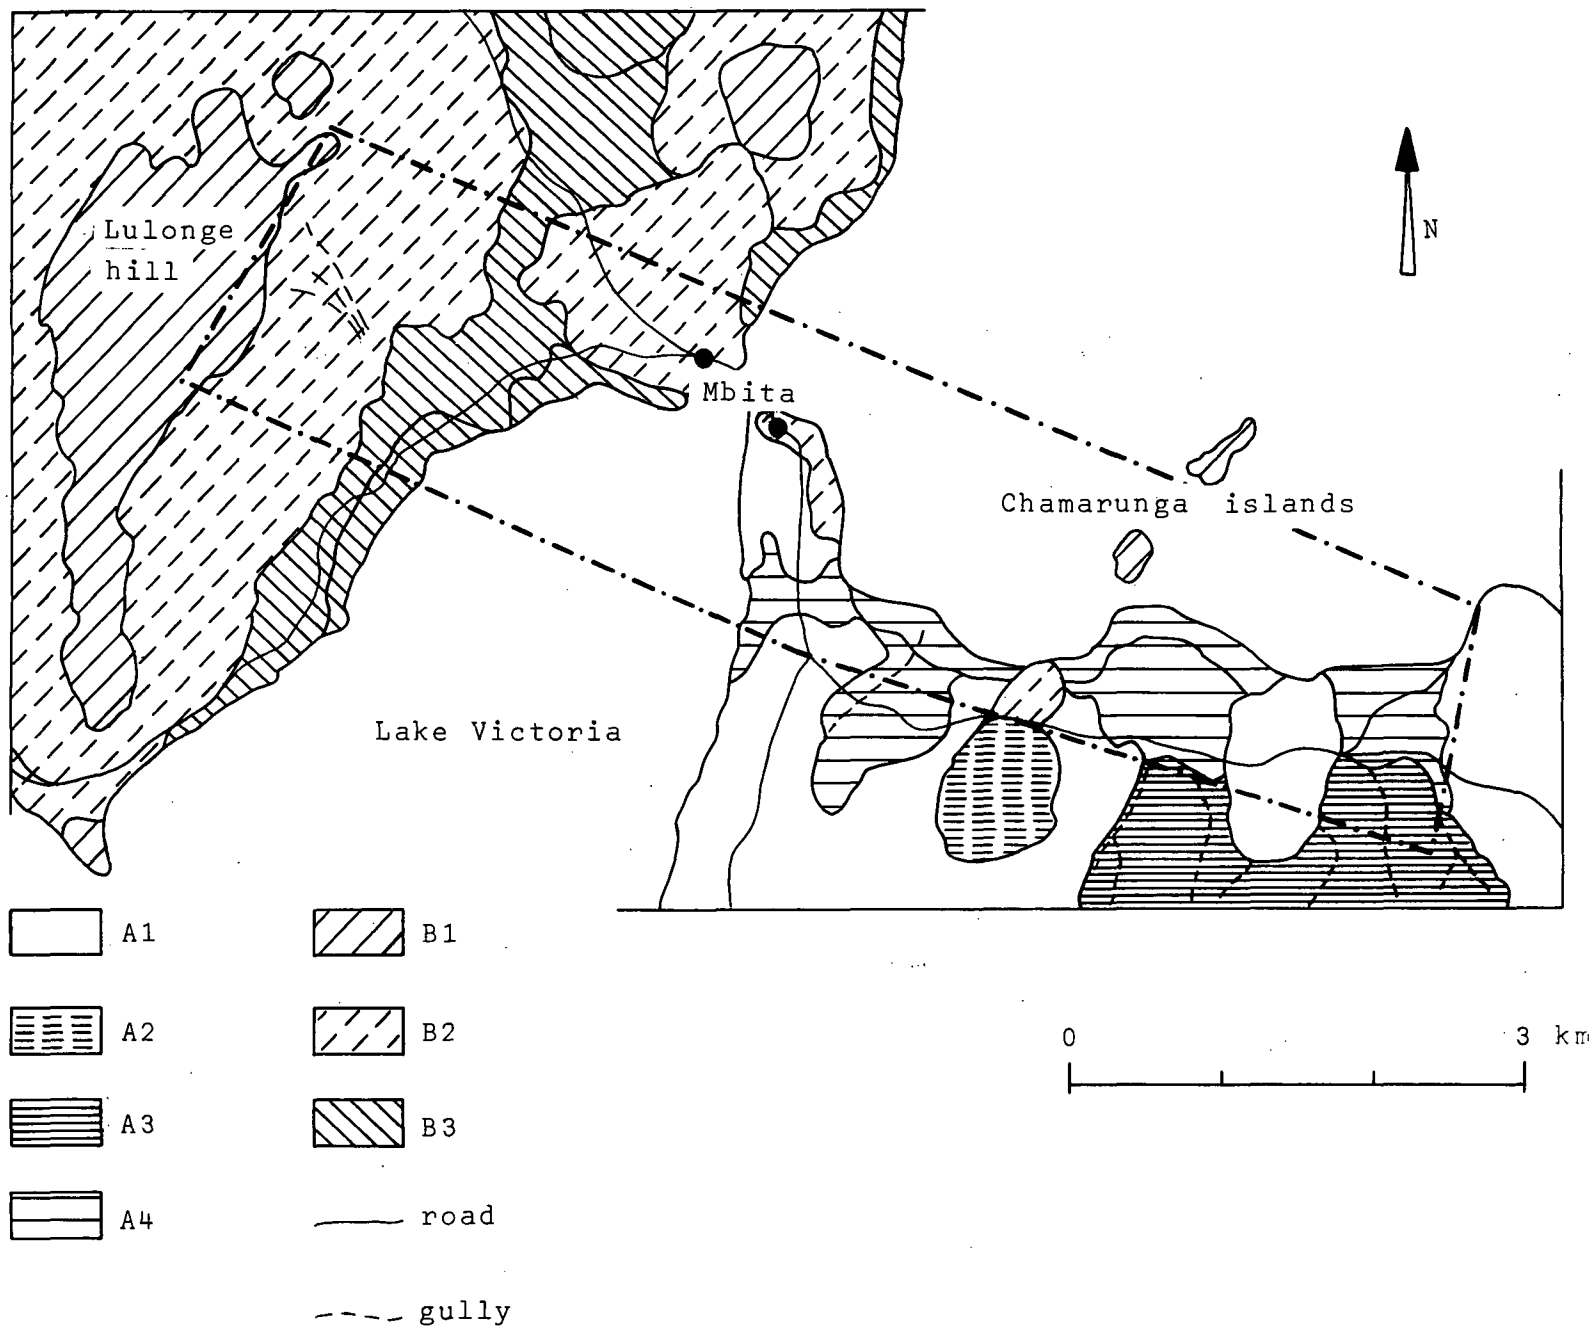 Lulonge
hill
N
Mbita
Chamarunga islands
Lake Victoria
A1
B1
A2
B2
A3
B3
A4
road
gully
0 3 km